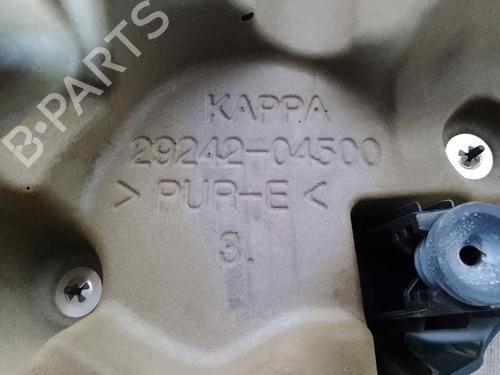 B-PARTS
KAPPA
29242-04500
> PUR-E <
3.